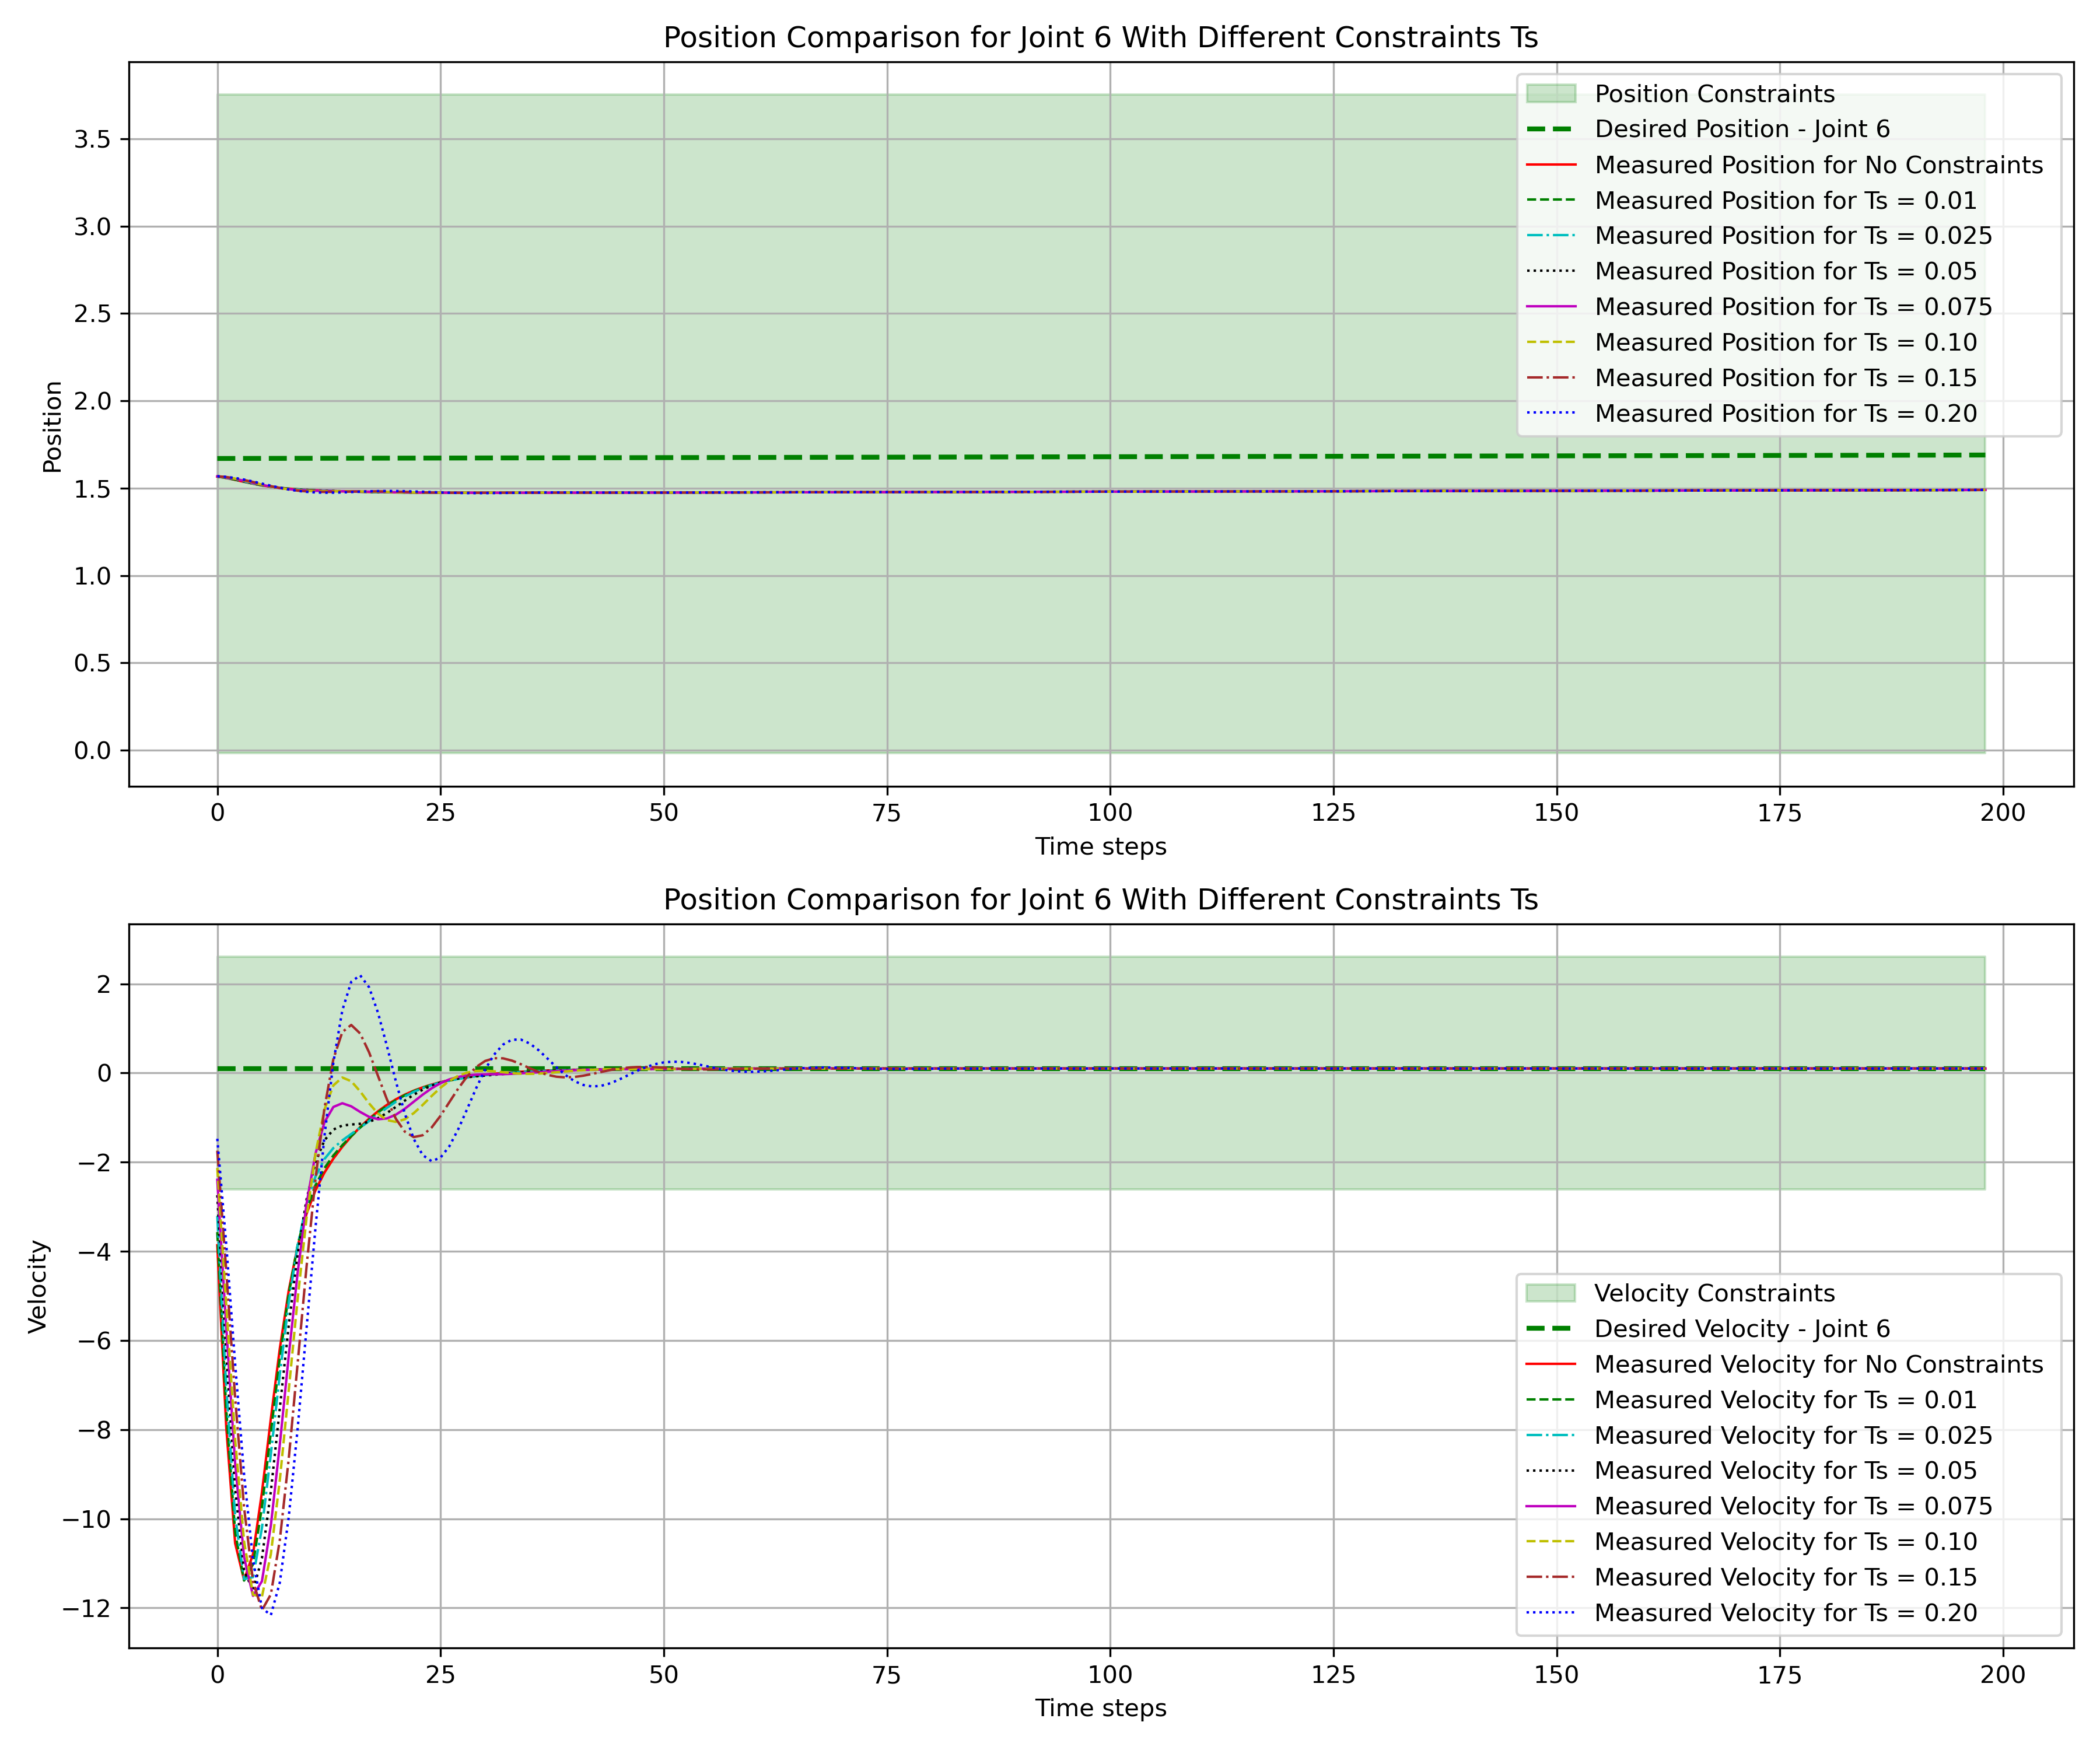 Position Comparison for Joint 6 With Different Constraints Ts
Position
3.5
3.0
2.5
2.0
1.5
1.0
0.5
0.0
Position Constraints
Desired Position - Joint 6
Measured Position for No Constraints
Measured Position for Ts = 0.01
Measured Position for Ts = 0.025
Measured Position for Ts = 0.05
Measured Position for Ts = 0.075
Measured Position for Ts = 0.10
Measured Position for Ts = 0.15
Measured Position for Ts = 0.20
0 25 50 75 100 125 150 175 200
Time steps
Position Comparison for Joint 6 With Different Constraints Ts
Velocity
2
0
−2
−4
−6
−8
−10
−12
Velocity Constraints
Desired Velocity - Joint 6
Measured Velocity for No Constraints
Measured Velocity for Ts = 0.01
Measured Velocity for Ts = 0.025
Measured Velocity for Ts = 0.05
Measured Velocity for Ts = 0.075
Measured Velocity for Ts = 0.10
Measured Velocity for Ts = 0.15
Measured Velocity for Ts = 0.20
0 25 50 75 100 125 150 175 200
Time steps